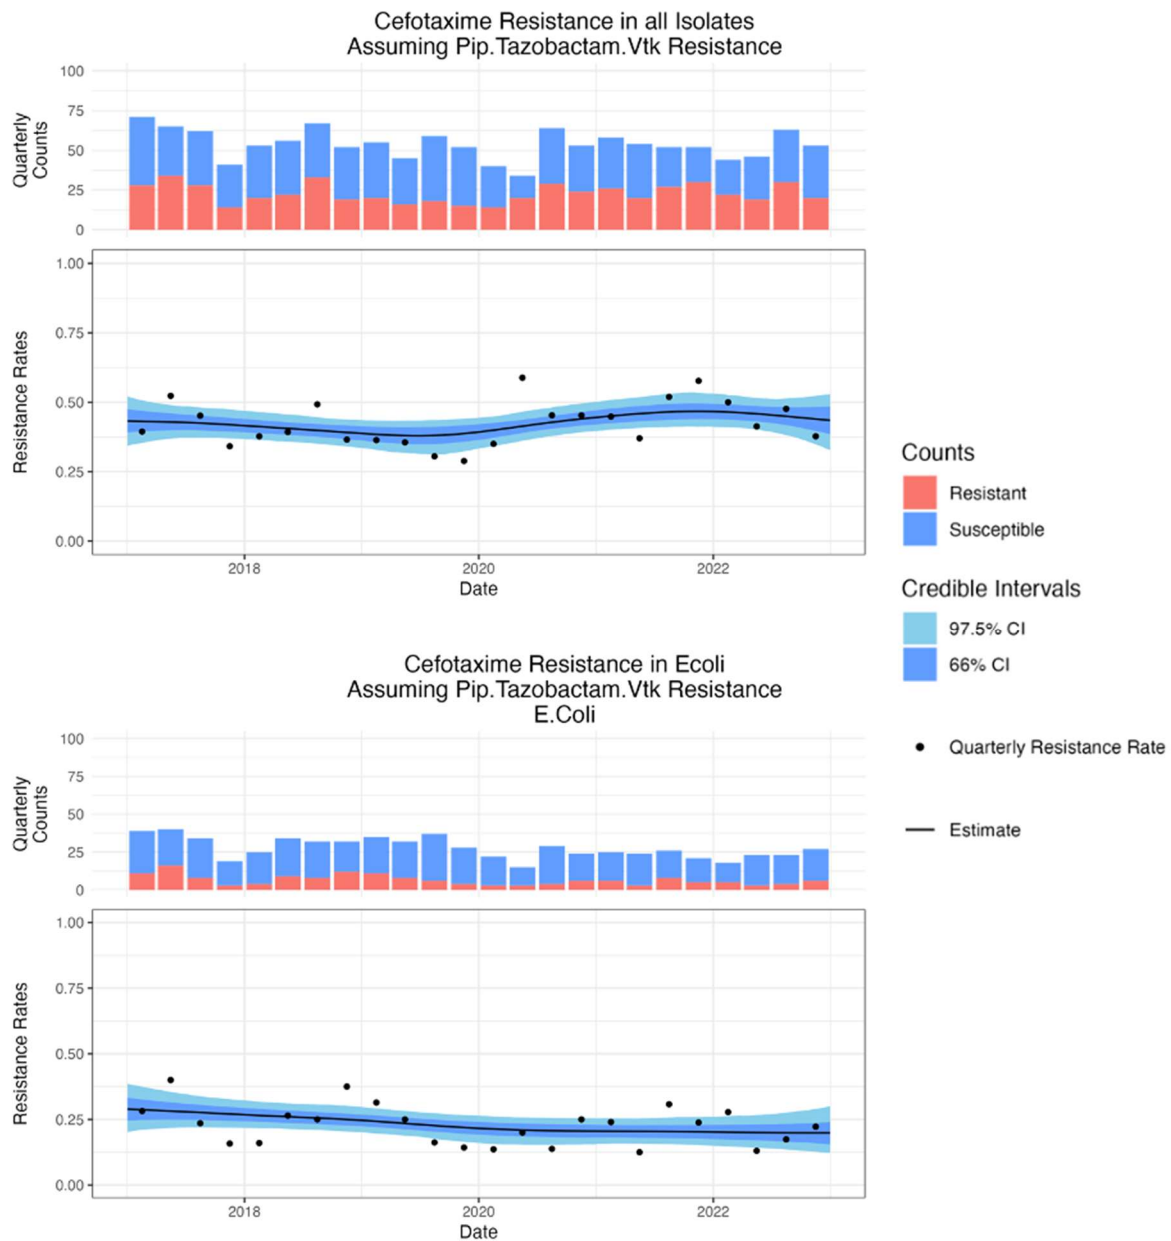 Cefotaxime Resistance in all Isolates
Assuming Pip.Tazobactam.Vtk Resistance
Quarterly
Counts
100
75
50
25
0
Resistance Rates
1.00
0.75
0.50
0.25
0.00
2018 2020 2022
Date
Cefotaxime Resistance in Ecoli
Assuming Pip.Tazobactam.Vtk Resistance
E.Coli
Quarterly
Counts
100
75
50
25
0
Resistance Rates
1.00
0.75
0.50
0.25
0.00
2018 2020 2022
Date
Counts
Resistant
Susceptible
Credible Intervals
97.5% CI
66% CI
Quarterly Resistance Rate
Estimate